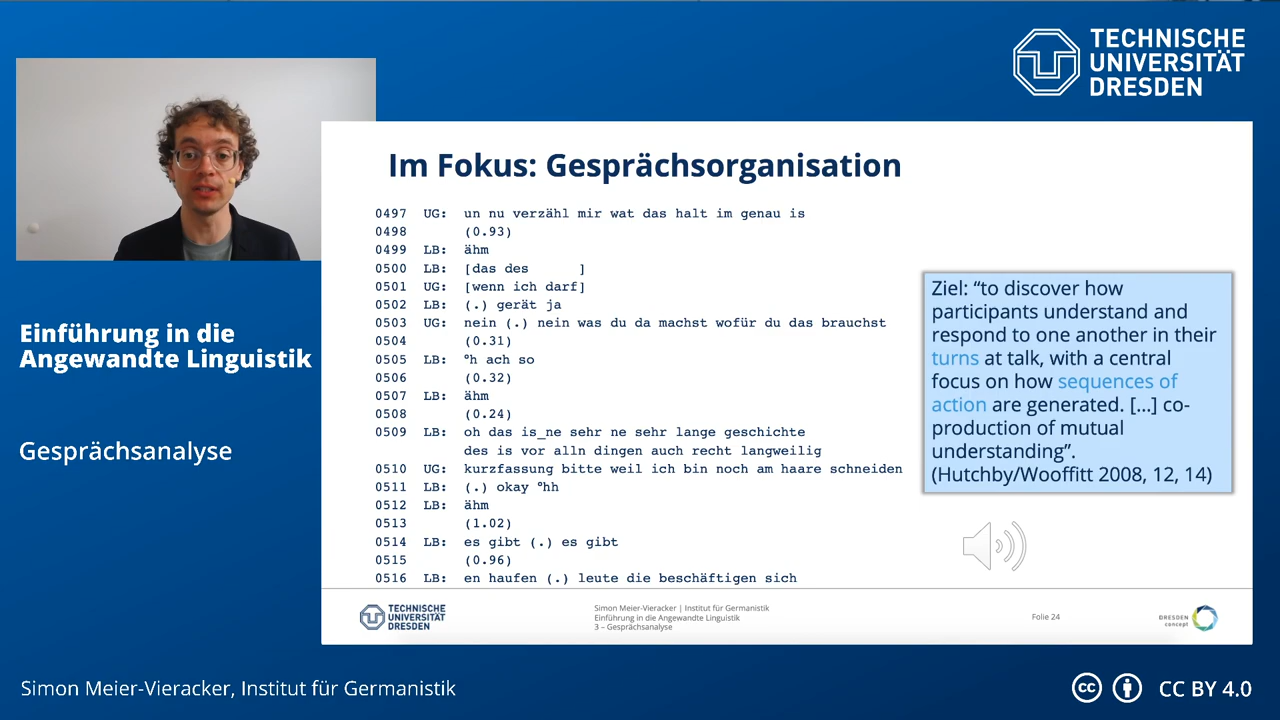 TECHNISCHE
UNIVERSITÄT
DRESDEN
Im Fokus: Gesprächsorganisation
0497 UG: un nu verzähl mir wat das halt im genau is
0498 (0.93)
0499 LB: ähm
0500 LB: [das des ]
0501 UG: [wenn ich darf]
0502 LB: (.) gerät ja
0503 UG: nein (.) nein was du da machst wofür du das brauchst
0504 (0.31)
0505 LB: °h ach so
0506 (0.32)
0507 LB: ähm
0508 (0.24)
0509 LB: oh das is_ne sehr ne sehr lange geschichte
des is vor alln dingen auch recht langweilig
0510 UG: kurzfassung bitte weil ich bin noch am haare schneiden
0511 LB: (.) okay °hh
0512 LB: ähm
0513 (1.02)
0514 LB: es gibt (.) es gibt
0515 (0.96)
0516 LB: en haufen (.) leute die beschäftigen sich
Ziel: “to discover how
participants understand and
respond to one another in their
turns at talk, with a central
focus on how sequences of
action are generated. […] co-
production of mutual
understanding”.
(Hutchby/Wooffitt 2008, 12, 14)
Einführung in die
Angewandte Linguistik
Gesprächsanalyse
TECHNISCHE
UNIVERSITÄT
DRESDEN
Simon Meier-Vieracker | Institut für Germanistik
Einführung in die Angewandte Linguistik
3 – Gesprächsanalyse
Folie 24
DRESDEN
concept
Simon Meier-Vieracker, Institut für Germanistik
cc
CC BY 4.0